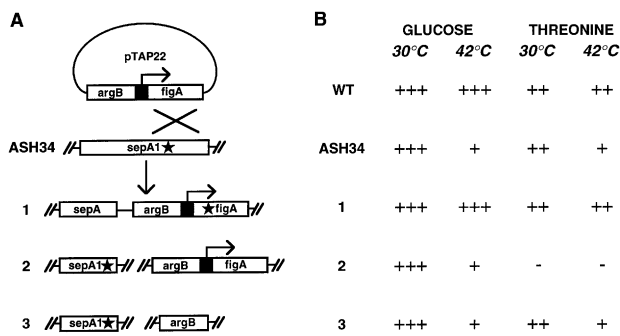 A
pTAP22
argB figA
ASH34 sepA1★
1 sepA argB ★figA
2 sepA1★ argB figA
3 sepA1★ argB
B
GLUCOSE THREONINE
30°C 42°C 30°C 42°C
WT +++ +++ ++ ++
ASH34 +++ + ++ +
1 +++ +++ ++ ++
2 +++ + - -
3 +++ + ++ +